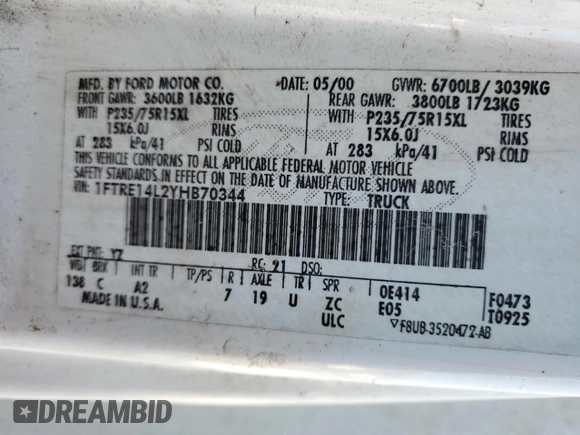 MFD. BY FORD MOTOR CO.
DATE: 05/00 GVWR: 6700LB/ 3039KG
FRONT GAWR: 3600LB 1632KG REAR GAWR: 3800LB 1723KG
WITH P235/75R15XL TIRES WITH P235/75R15XL TIRES
15X6.0J RIMS 15X6.0J RIMS
AT 283 kPa/41 PSI COLD AT 283 kPa/41 PSI COLD
THIS VEHICLE CONFORMS TO ALL APPLICABLE FEDERAL MOTOR VEHICLE
SAFETY STANDARDS IN EFFECT ON THE DATE OF MANUFACTURE SHOWN ABOVE.
VIN: 1FTRE14L2YHB70344
TYPE: TRUCK
EXT PNT: YZ RC: 21 DSO:
WB BRK INT TR TP/PS R AXLE TR SPR
138 C A2 7 19 U ZC 0E414 F0473
MADE IN U.S.A. ULC E05 T0925
F8UB-3520472-AB
DREAMBID